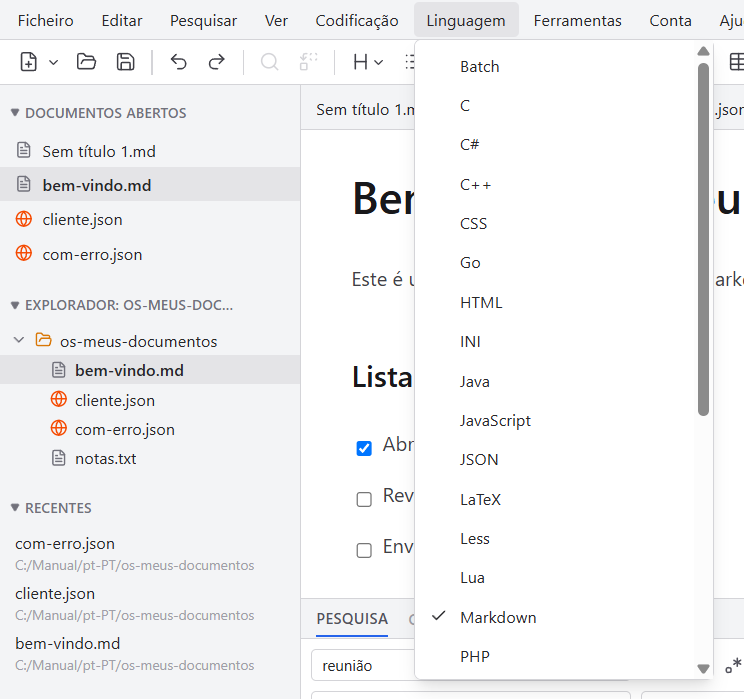 Ficheiro Editar Pesquisar Ver Codificação Linguagem Ferramentas Conta
DOCUMENTOS ABERTOS
Sem título 1.md
bem-vindo.md
cliente.json
com-erro.json
EXPLORADOR: OS-MEUS-DOC...
os-meus-documentos
bem-vindo.md
cliente.json
com-erro.json
notas.txt
RECENTES
com-erro.json
C:/Manual/pt-PT/os-meus-documentos
cliente.json
C:/Manual/pt-PT/os-meus-documentos
bem-vindo.md
C:/Manual/pt-PT/os-meus-documentos
Sem título 1.m
.json
Este é
Lista
PESQUISA
reunião
Batch
C
C#
C++
CSS
Go
HTML
INI
Java
JavaScript
JSON
LaTeX
Less
Lua
Markdown
PHP